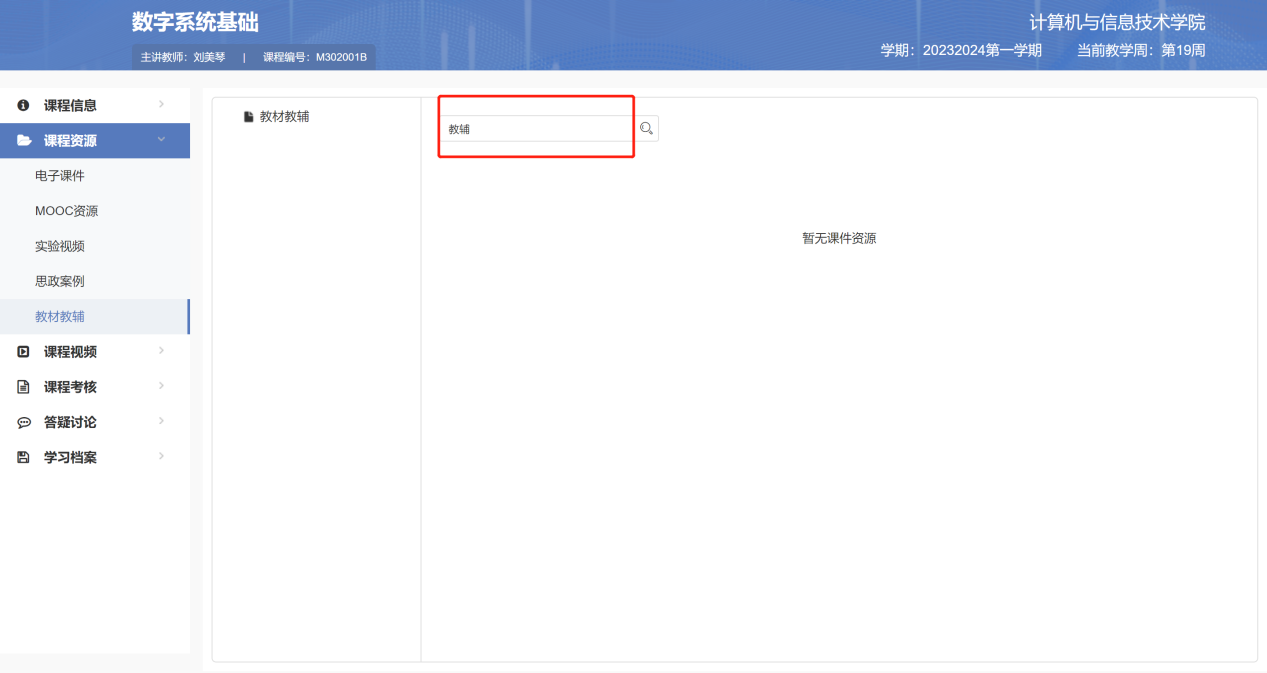 数字系统基础
主讲教师：刘美琴 | 课程编号：M302001B
计算机与信息技术学院
学期：20232024第一学期 当前教学周：第19周
课程信息
课程资源
电子课件
MOOC资源
实验视频
思政案例
教材教辅
课程视频
课程考核
答疑讨论
学习档案
教材教辅
教辅
暂无课件资源